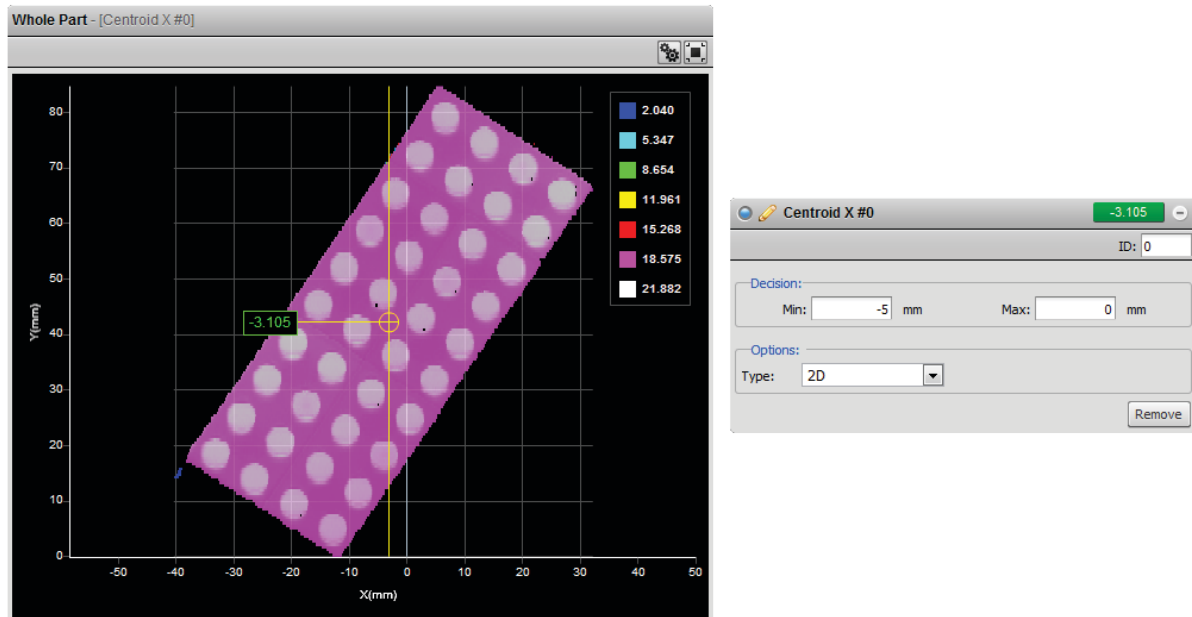 Whole Part - [Centroid X #0]
80
70
60
50
40
30
20
10
0
Y(mm)
-50 -40 -30 -20 -10 0 10 20 30 40 50
X(mm)
-3.105
2.040
5.347
8.654
11.961
15.268
18.575
21.882
Centroid X #0 -3.105
ID: 0
Decision:
Min: -5 mm Max: 0 mm
Options:
Type: 2D
Remove